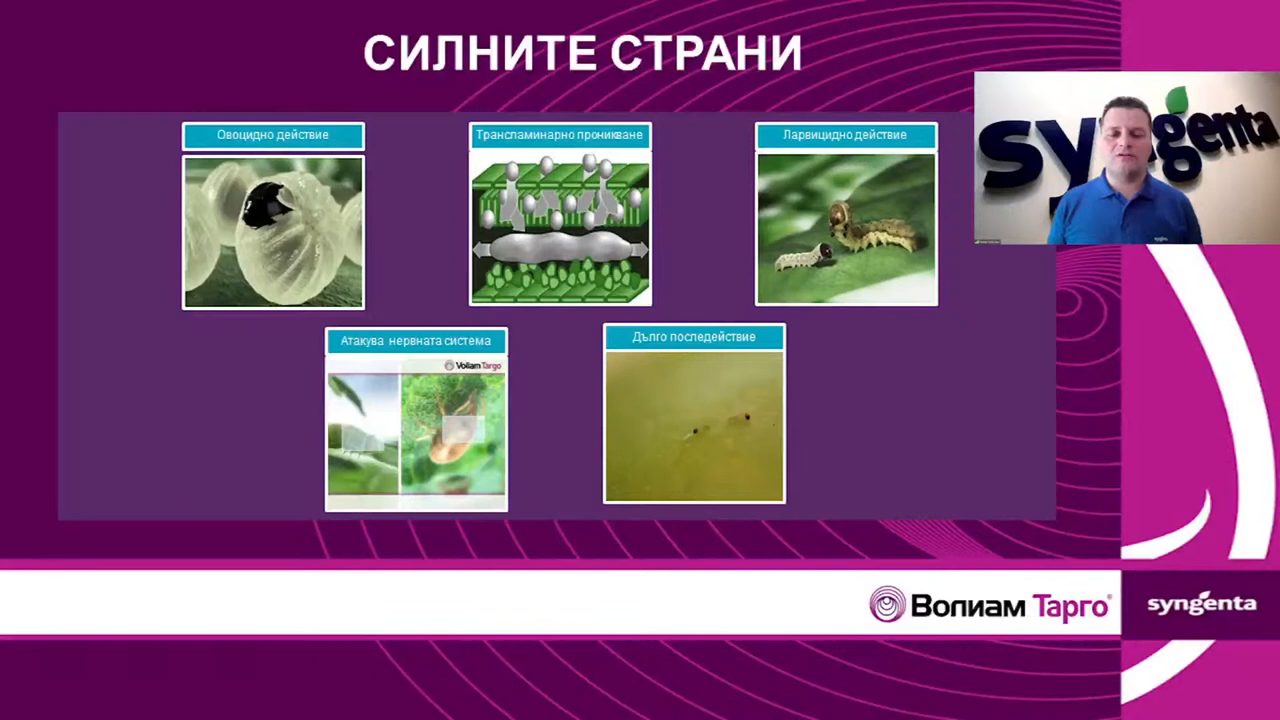 СИЛНИТЕ СТРАНИ
Овоцидно действие
Трансламинарно проникване
Ларвицидно действие
syngenta
Атакува нервната система
Дълго последействие
Voliam Targo
Волиам Тарго®
syngenta